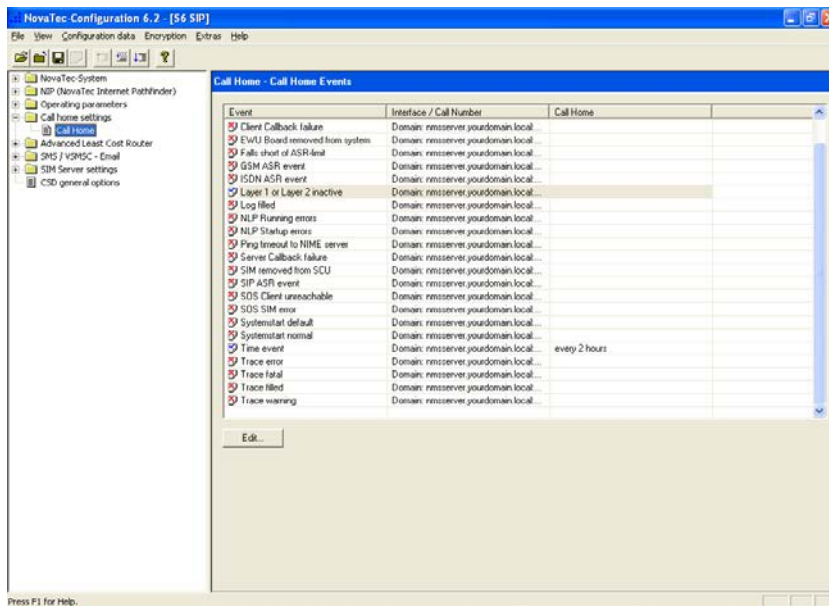 NovaTec-Configuration 6.2 - [S6 SIP]
File View Configuration data Encryption Extras Help
NovaTec-System
NIP (NovaTec Internet Pathfinder)
Operating parameters
Call home settings
Call Home
Advanced Least Cost Router
SMS / VSMSC - Email
SIM Server settings
CSD general options
Call Home - Call Home Events
Event Interface / Call Number Call Home
Client Callback failure Domain: nmsserver.yourdomain.local:...
EWU Board removed from system Domain: nmsserver.yourdomain.local:...
Falls short of ASR-limit Domain: nmsserver.yourdomain.local:...
GSM ASR event Domain: nmsserver.yourdomain.local:...
ISDN ASR event Domain: nmsserver.yourdomain.local:...
Layer 1 or Layer 2 inactive Domain: nmsserver.yourdomain.local:...
Log filled Domain: nmsserver.yourdomain.local:...
NLP Running errors Domain: nmsserver.yourdomain.local:...
NLP Startup errors Domain: nmsserver.yourdomain.local:...
Ping timeout to NIME server Domain: nmsserver.yourdomain.local:...
Server Callback failure Domain: nmsserver.yourdomain.local:...
SIM removed from SCU Domain: nmsserver.yourdomain.local:...
SIP ASR event Domain: nmsserver.yourdomain.local:...
SOS Client unreachable Domain: nmsserver.yourdomain.local:...
SOS SIM error Domain: nmsserver.yourdomain.local:...
Systemstart default Domain: nmsserver.yourdomain.local:...
Systemstart normal Domain: nmsserver.yourdomain.local:...
Time event Domain: nmsserver.yourdomain.local:... every 2 hours
Trace error Domain: nmsserver.yourdomain.local:...
Trace fatal Domain: nmsserver.yourdomain.local:...
Trace filled Domain: nmsserver.yourdomain.local:...
Trace warning Domain: nmsserver.yourdomain.local:...
Edit...
Press F1 for Help.